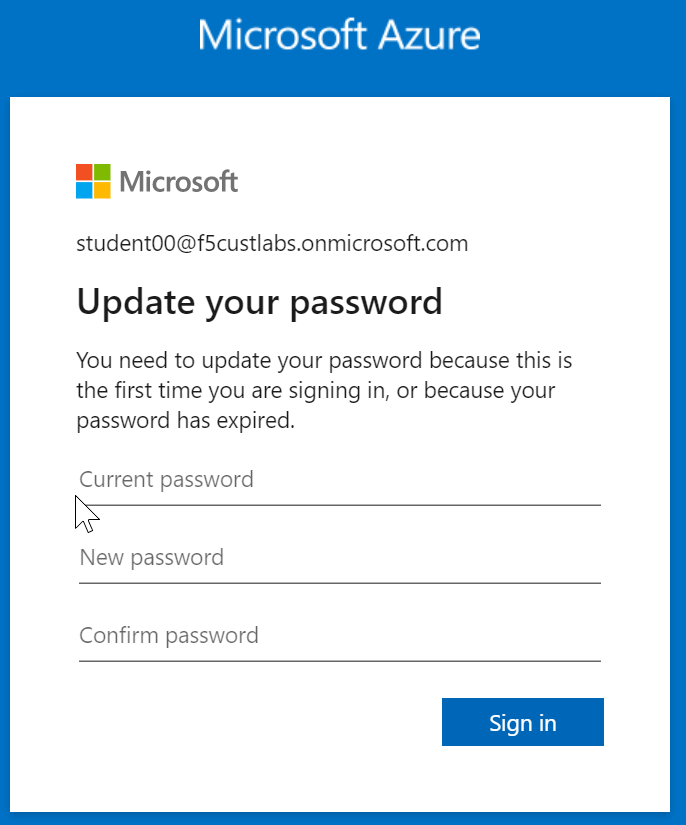 Microsoft Azure
Microsoft
student00@f5custlabs.onmicrosoft.com
Update your password
You need to update your password because this is
the first time you are signing in, or because your
password has expired.
Current password
New password
Confirm password
Sign in